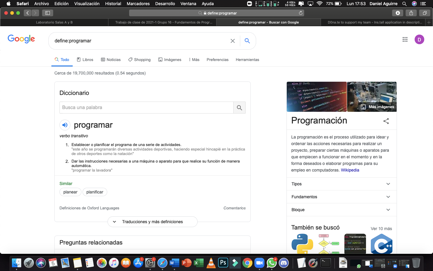 Safari Archivo Edición Visualización Historial Marcadores Desarrollo Ventana Ayuda
72% Lun 17:53 Daniel Aguirre
define:programar
Laboratorio Salas A y B
define:programar - Buscar con Google
Google
define:programar
Todo Libros Noticias Shopping Imágenes Más Preferencias Herramientas
Cerca de 19.700.000 resultados (0.54 segundos)
Diccionario
Busca una palabra
programar
verbo transitivo
1. Establecer o planificar el programa de una serie de actividades.
2. Dar las instrucciones necesarias a una máquina o aparato para que realice su función de manera
automática.
"programar la lavadora"
Similar
planear planificar
Definiciones de Oxford Languages
Comentarios
Traducciones y más definiciones
Preguntas relacionadas
Más imágenes
Programación
La programación es el proceso utilizado para idear y
ordenar las acciones necesarias para realizar un
proyecto, preparar ciertas máquinas o aparatos para
que empiecen a funcionar en el momento y en la
forma deseados o elaborar programas para su
empleo en computadoras. Wikipedia
Tipos
Fundamentos
Bloque
También se buscó
Ver 10 más